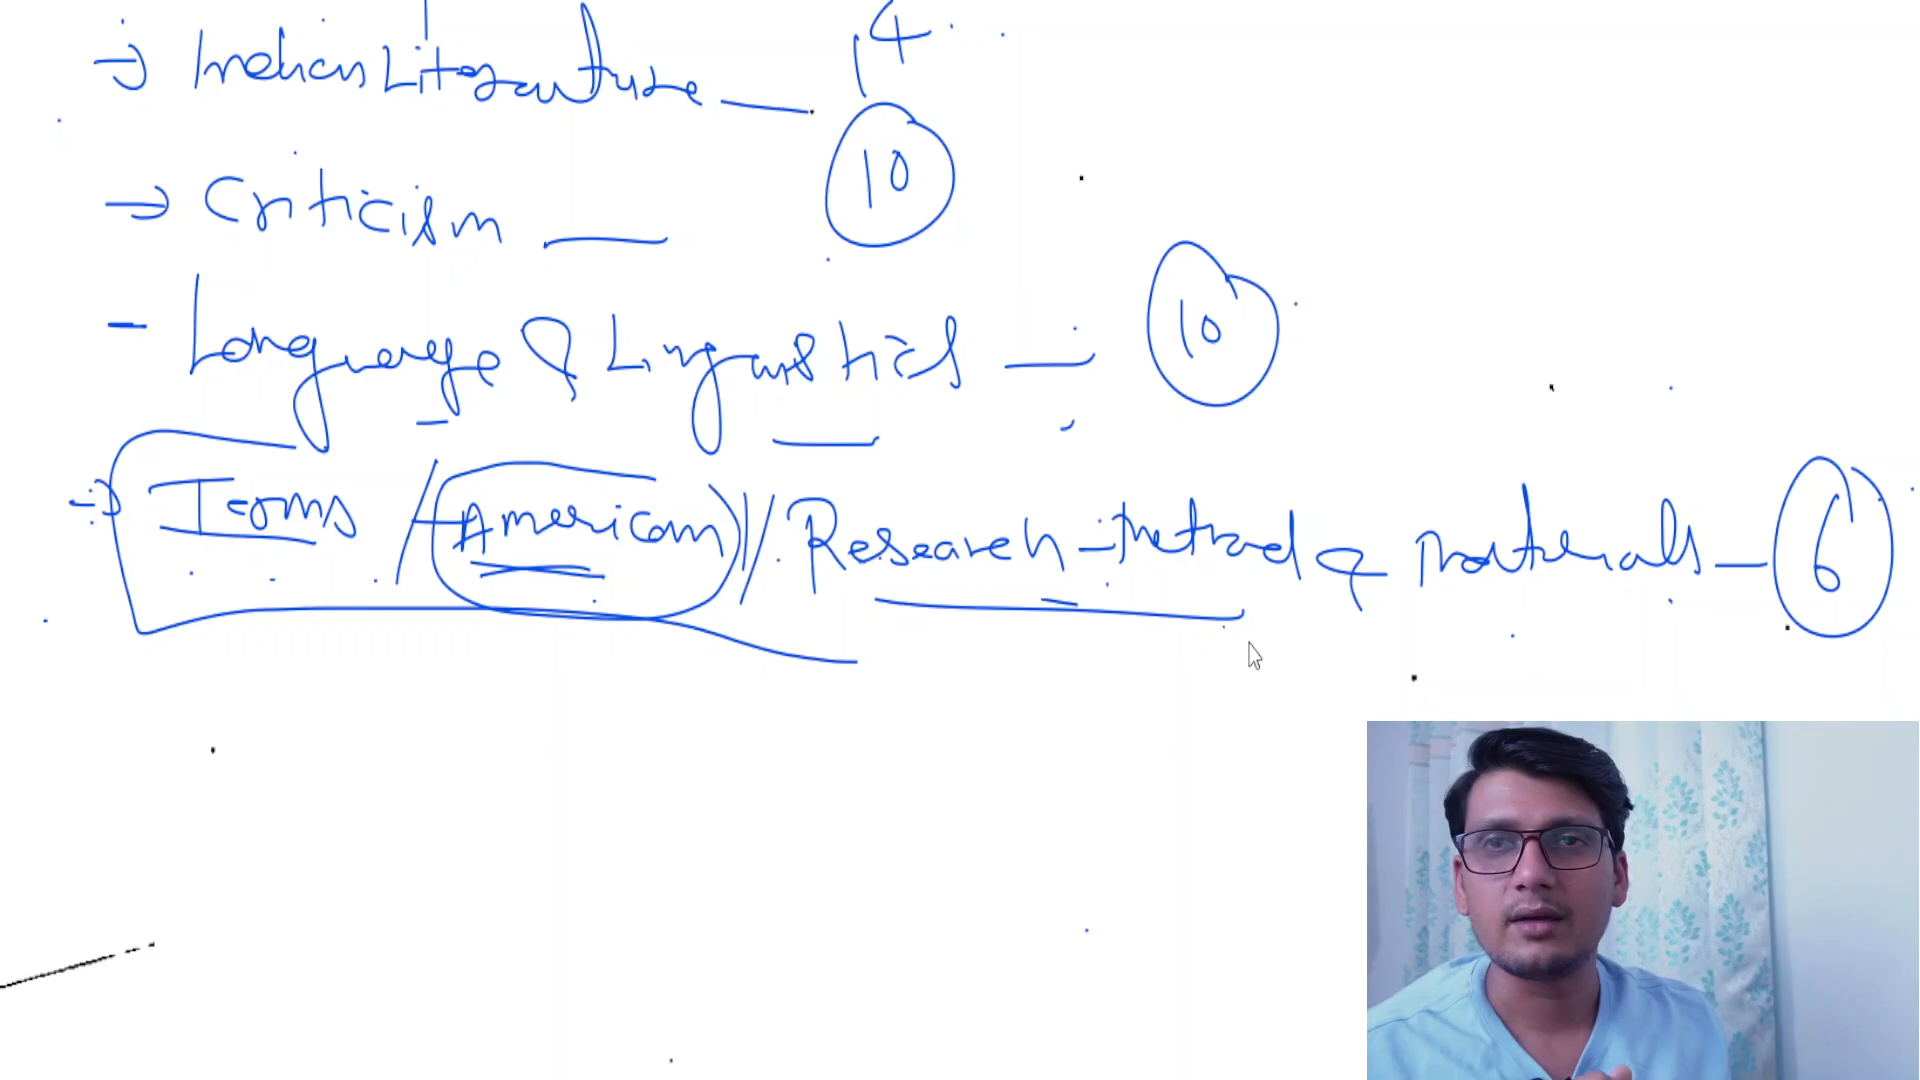 → Indian Literature — 14
→ Criticism — 10
- Language & Linguistics — 10
→ Terms / American // Research - method & materials — 6